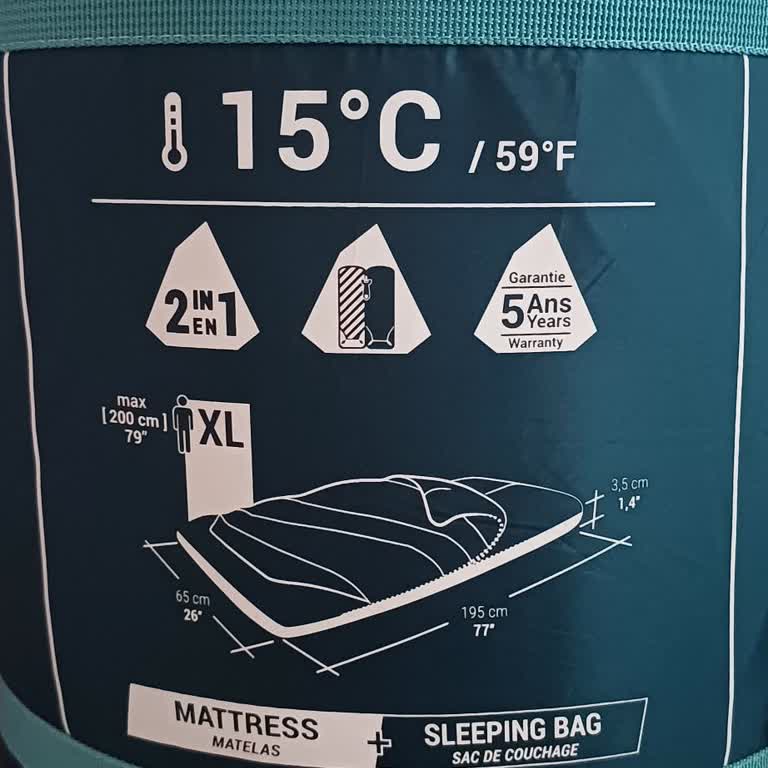 15°C / 59°F
2 IN EN 1
Garantie
5 Ans Years
Warranty
max
[200 cm]
79"
XL
3,5 cm
1,4"
65 cm
26"
195 cm
77"
MATTRESS
MATELAS
+
SLEEPING BAG
SAC DE COUCHAGE